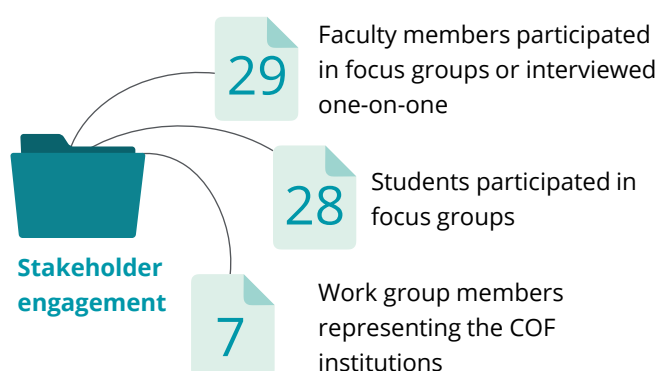 29
Faculty members participated
in focus groups or interviewed
one-on-one
28
Students participated in
focus groups
Stakeholder
engagement
7
Work group members
representing the COF
institutions